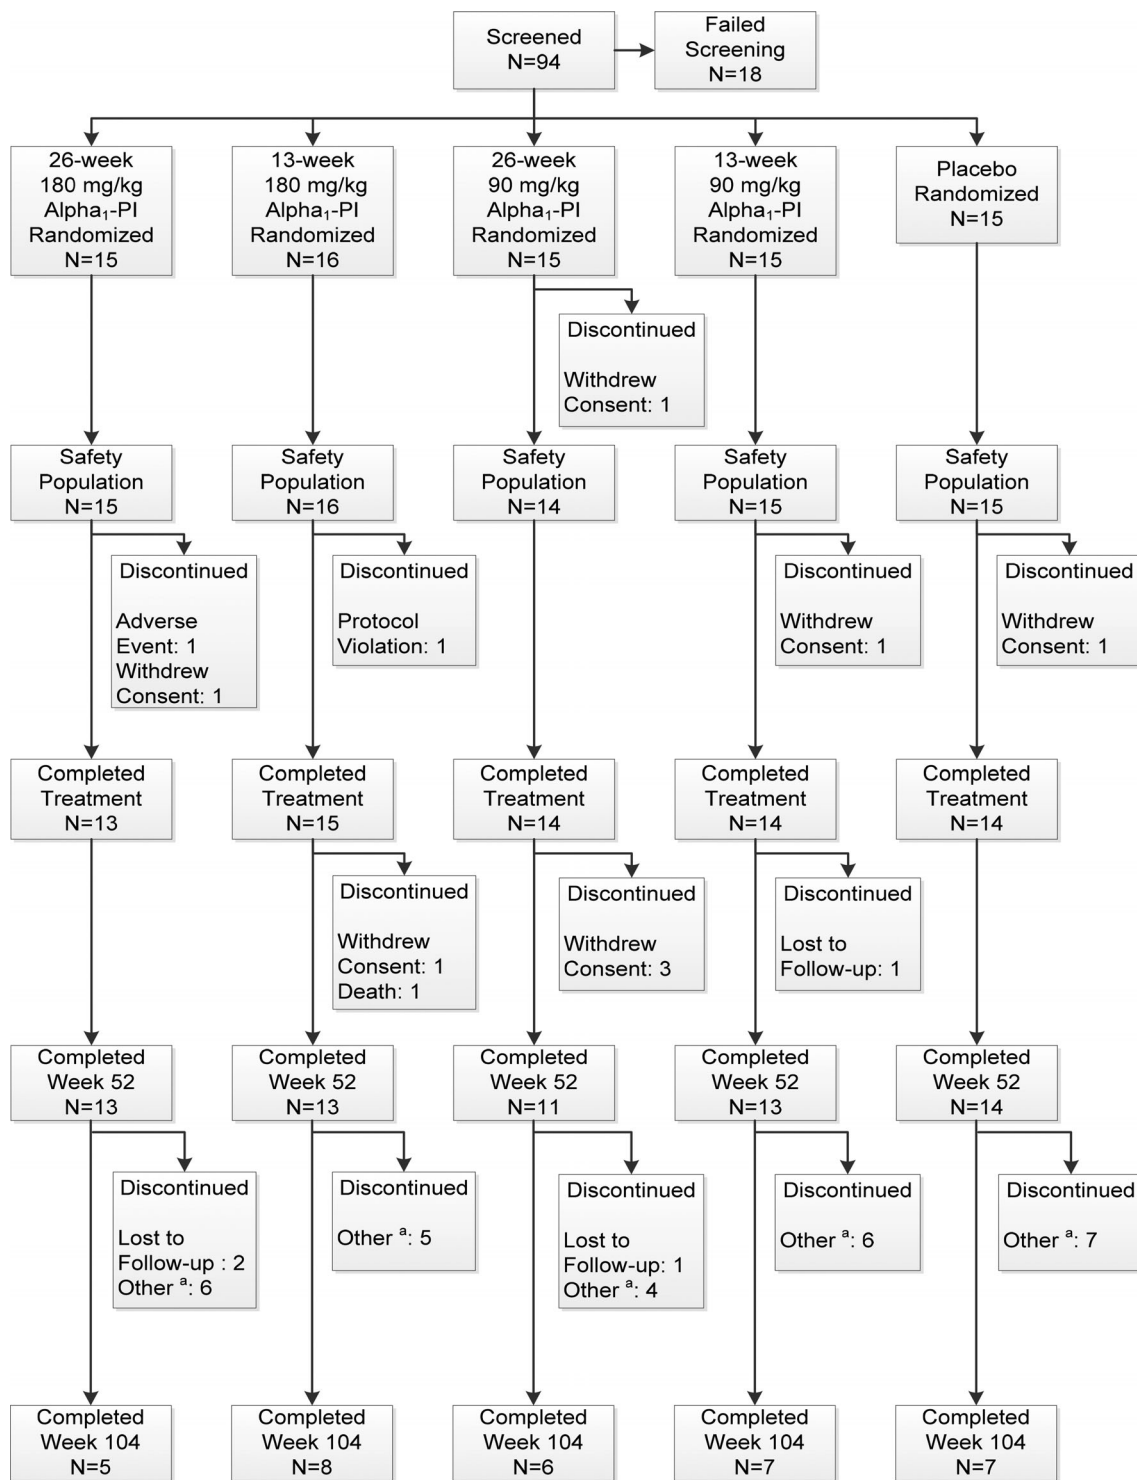 Screened
N=94
Failed
Screening
N=18
26-week
180 mg/kg
Alpha₁-PI
Randomized
N=15
13-week
180 mg/kg
Alpha₁-PI
Randomized
N=16
26-week
90 mg/kg
Alpha₁-PI
Randomized
N=15
13-week
90 mg/kg
Alpha₁-PI
Randomized
N=15
Placebo
Randomized
N=15
Discontinued
Withdrew
Consent: 1
Safety
Population
N=15
Safety
Population
N=16
Safety
Population
N=14
Safety
Population
N=15
Safety
Population
N=15
Discontinued
Adverse
Event: 1
Withdrew
Consent: 1
Discontinued
Protocol
Violation: 1
Discontinued
Withdrew
Consent: 1
Discontinued
Withdrew
Consent: 1
Completed
Treatment
N=13
Completed
Treatment
N=15
Completed
Treatment
N=14
Completed
Treatment
N=14
Completed
Treatment
N=14
Discontinued
Withdrew
Consent: 1
Death: 1
Discontinued
Withdrew
Consent: 3
Discontinued
Lost to
Follow-up: 1
Completed
Week 52
N=13
Completed
Week 52
N=13
Completed
Week 52
N=11
Completed
Week 52
N=13
Completed
Week 52
N=14
Discontinued
Lost to
Follow-up : 2
Other ᵃ: 6
Discontinued
Other ᵃ: 5
Discontinued
Lost to
Follow-up: 1
Other ᵃ: 4
Discontinued
Other ᵃ: 6
Discontinued
Other ᵃ: 7
Completed
Week 104
N=5
Completed
Week 104
N=8
Completed
Week 104
N=6
Completed
Week 104
N=7
Completed
Week 104
N=7